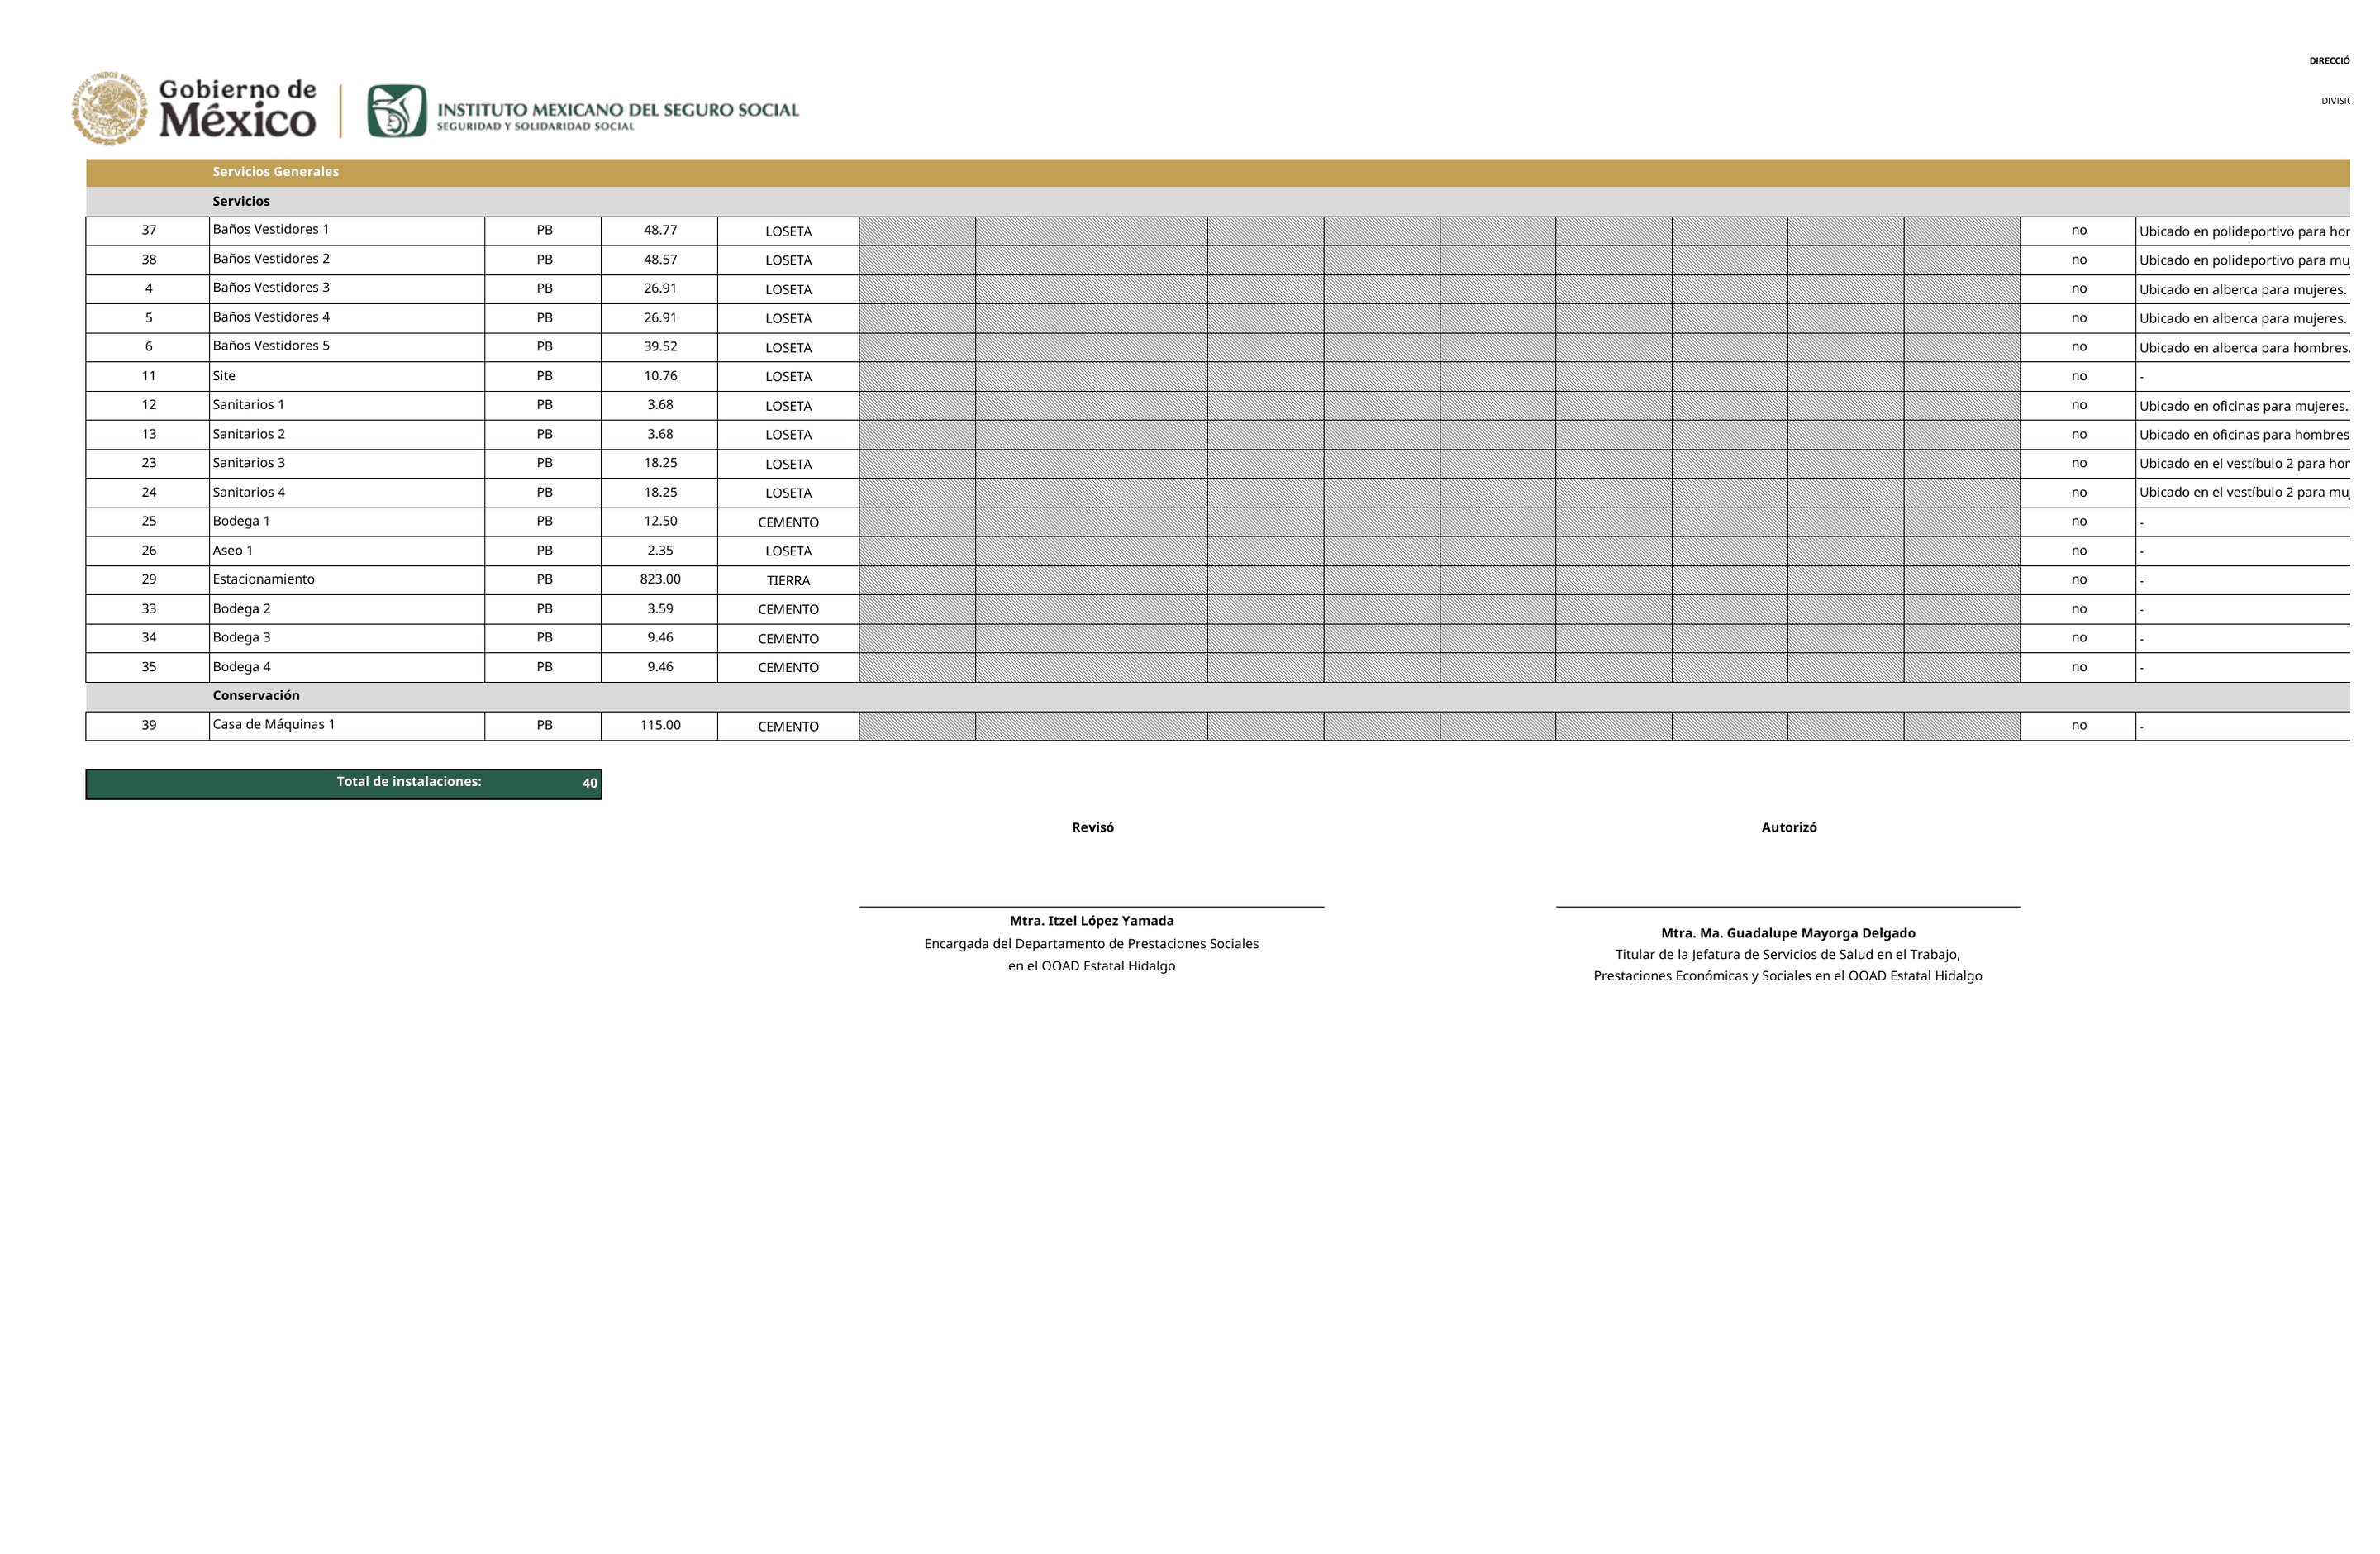 DIRECCIÓ
DIVISIC
Gobierno de
México
INSTITUTO MEXICANO DEL SEGURO SOCIAL
SEGURIDAD Y SOLIDARIDAD SOCIAL
Servicios Generales
Servicios
37 Baños Vestidores 1 PB 48.77 LOSETA no Ubicado en polideportivo para hor
38 Baños Vestidores 2 PB 48.57 LOSETA no Ubicado en polideportivo para muj
4 Baños Vestidores 3 PB 26.91 LOSETA no Ubicado en alberca para mujeres.
5 Baños Vestidores 4 PB 26.91 LOSETA no Ubicado en alberca para mujeres.
6 Baños Vestidores 5 PB 39.52 LOSETA no Ubicado en alberca para hombres.
11 Site PB 10.76 LOSETA no -
12 Sanitarios 1 PB 3.68 LOSETA no Ubicado en oficinas para mujeres.
13 Sanitarios 2 PB 3.68 LOSETA no Ubicado en oficinas para hombres
23 Sanitarios 3 PB 18.25 LOSETA no Ubicado en el vestíbulo 2 para hor
24 Sanitarios 4 PB 18.25 LOSETA no Ubicado en el vestíbulo 2 para muj
25 Bodega 1 PB 12.50 CEMENTO no -
26 Aseo 1 PB 2.35 LOSETA no -
29 Estacionamiento PB 823.00 TIERRA no -
33 Bodega 2 PB 3.59 CEMENTO no -
34 Bodega 3 PB 9.46 CEMENTO no -
35 Bodega 4 PB 9.46 CEMENTO no -
Conservación
39 Casa de Máquinas 1 PB 115.00 CEMENTO no -
Total de instalaciones: 40
Revisó
Mtra. Itzel López Yamada
Encargada del Departamento de Prestaciones Sociales
en el OOAD Estatal Hidalgo
Autorizó
Mtra. Ma. Guadalupe Mayorga Delgado
Titular de la Jefatura de Servicios de Salud en el Trabajo,
Prestaciones Económicas y Sociales en el OOAD Estatal Hidalgo